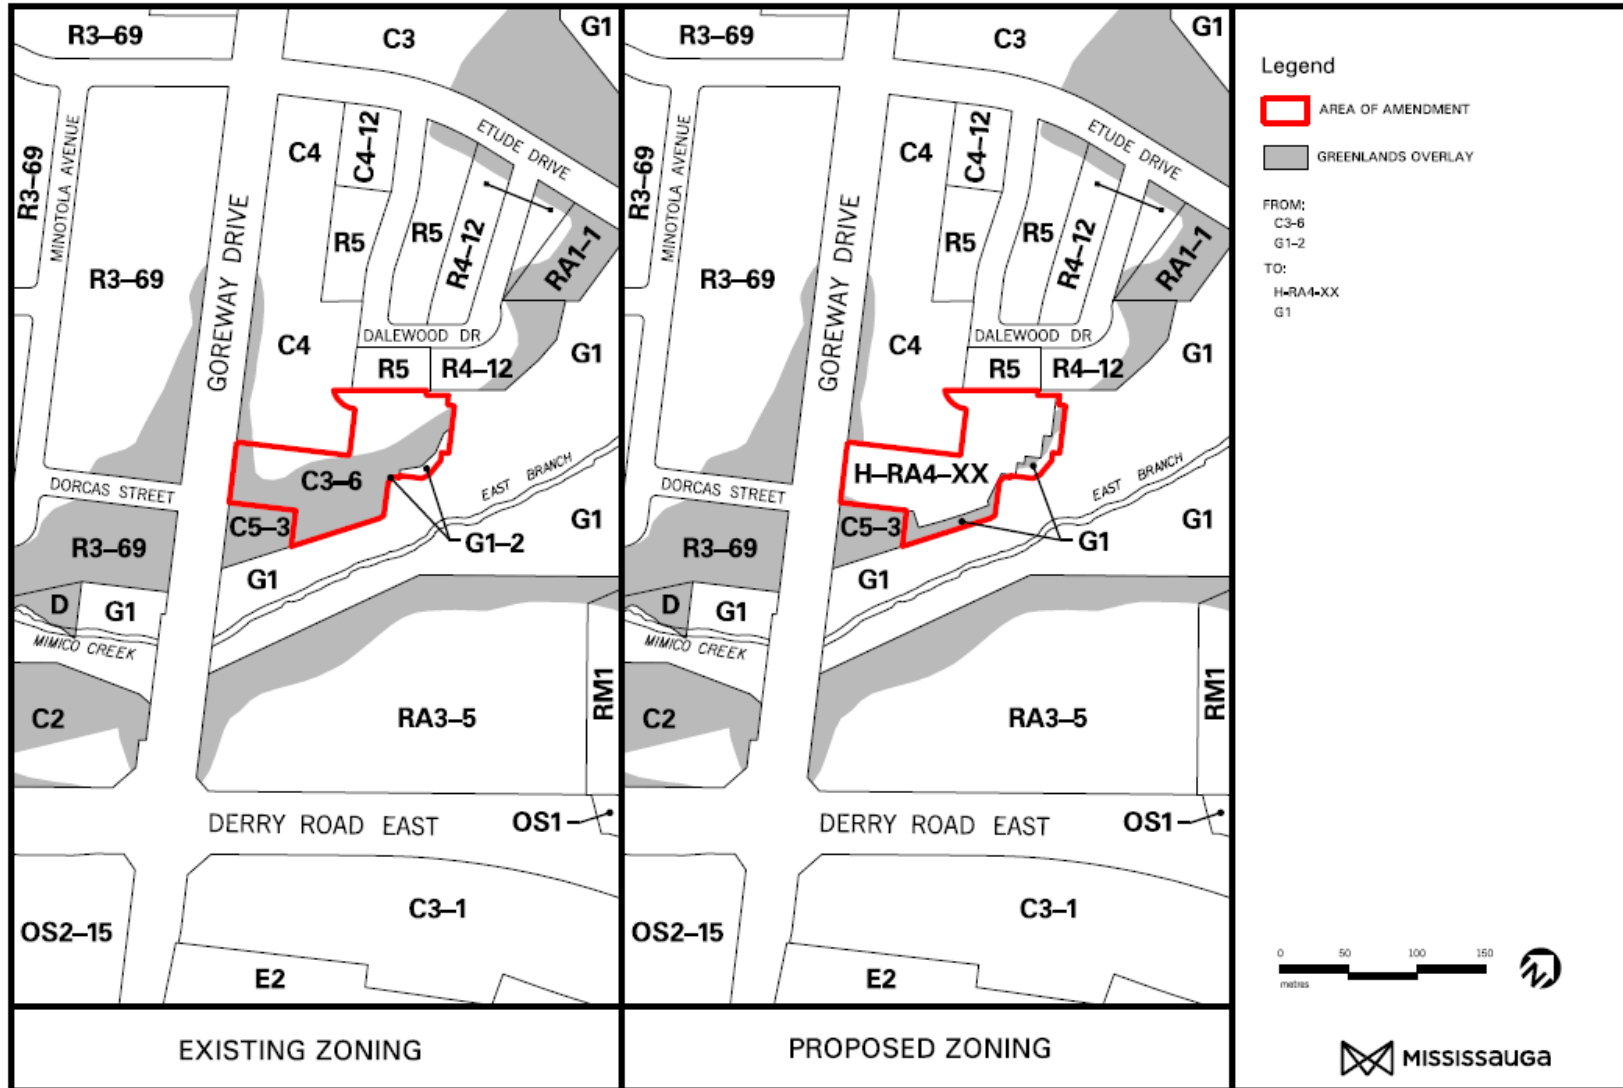 R3–69
C3
G1
MINOTOLA AVENUE
R3–69
R3–69
GOREWAY DRIVE
C4
C4–12
R5
R5
R4–12
ETUDE DRIVE
RA1–1
C4
DALEWOOD DR
R5
R4–12
G1
C3–6
DORCAS STREET
C5–3
R3–69
EAST BRANCH
G1–2
G1
G1
D
G1
MIMICO CREEK
C2
RA3–5
RM1
DERRY ROAD EAST
OS1
C3–1
OS2–15
E2
EXISTING ZONING
R3–69
C3
G1
MINOTOLA AVENUE
R3–69
R3–69
GOREWAY DRIVE
C4
C4–12
R5
R5
R4–12
ETUDE DRIVE
RA1–1
C4
DALEWOOD DR
R5
R4–12
G1
H–RA4–XX
DORCAS STREET
C5–3
R3–69
EAST BRANCH
G1
G1
G1
D
G1
MIMICO CREEK
C2
RA3–5
RM1
DERRY ROAD EAST
OS1
C3–1
OS2–15
E2
PROPOSED ZONING
Legend
AREA OF AMENDMENT
GREENLANDS OVERLAY
FROM:
C3-6
G1-2
TO:
H-RA4-XX
G1
0 50 100 150
metres
N
MISSISSAUGA